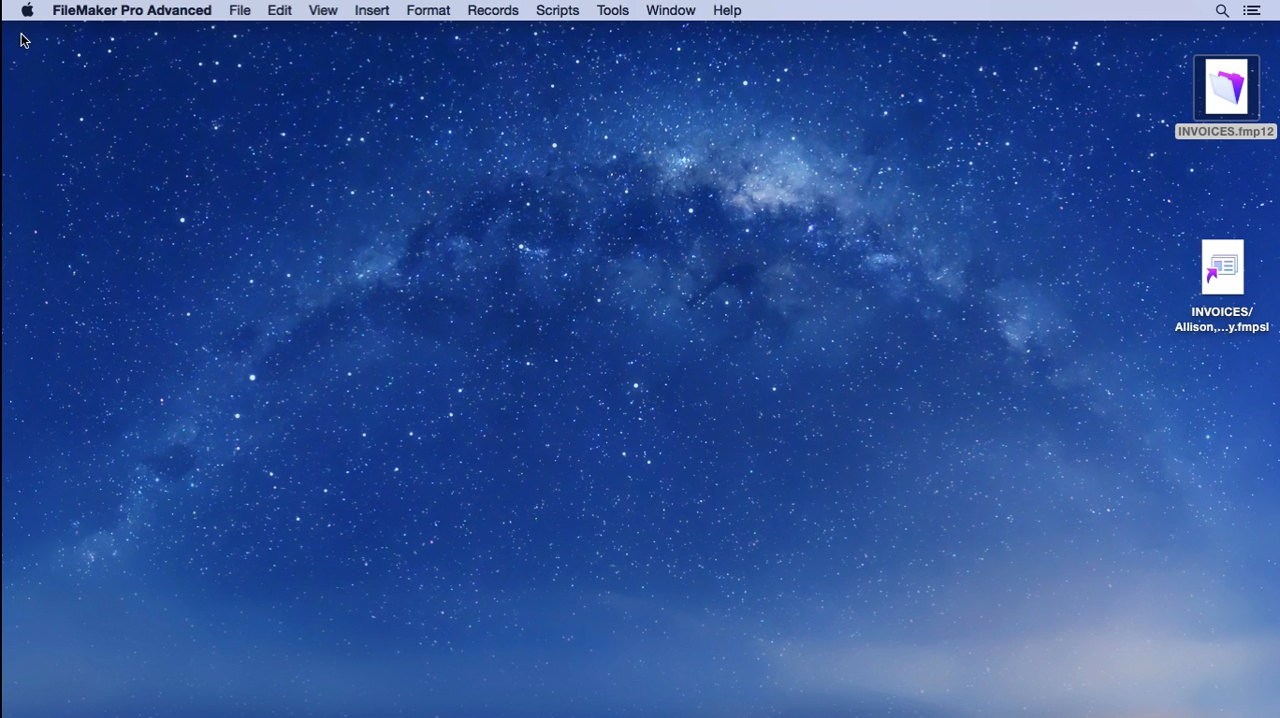 FileMaker Pro Advanced File Edit View Insert Format Records Scripts Tools Window Help
INVOICES.fmp12
INVOICES/
Allison,...y.fmpsl